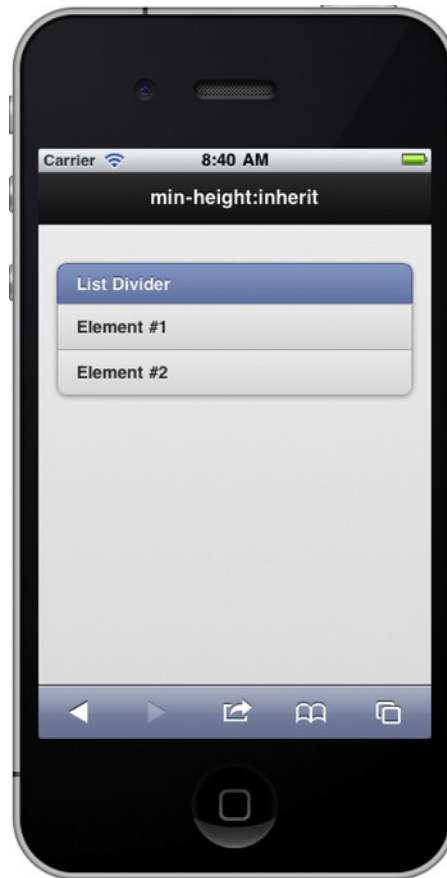 Carrier 8:40 AM
min-height:inherit
List Divider
Element #1
Element #2